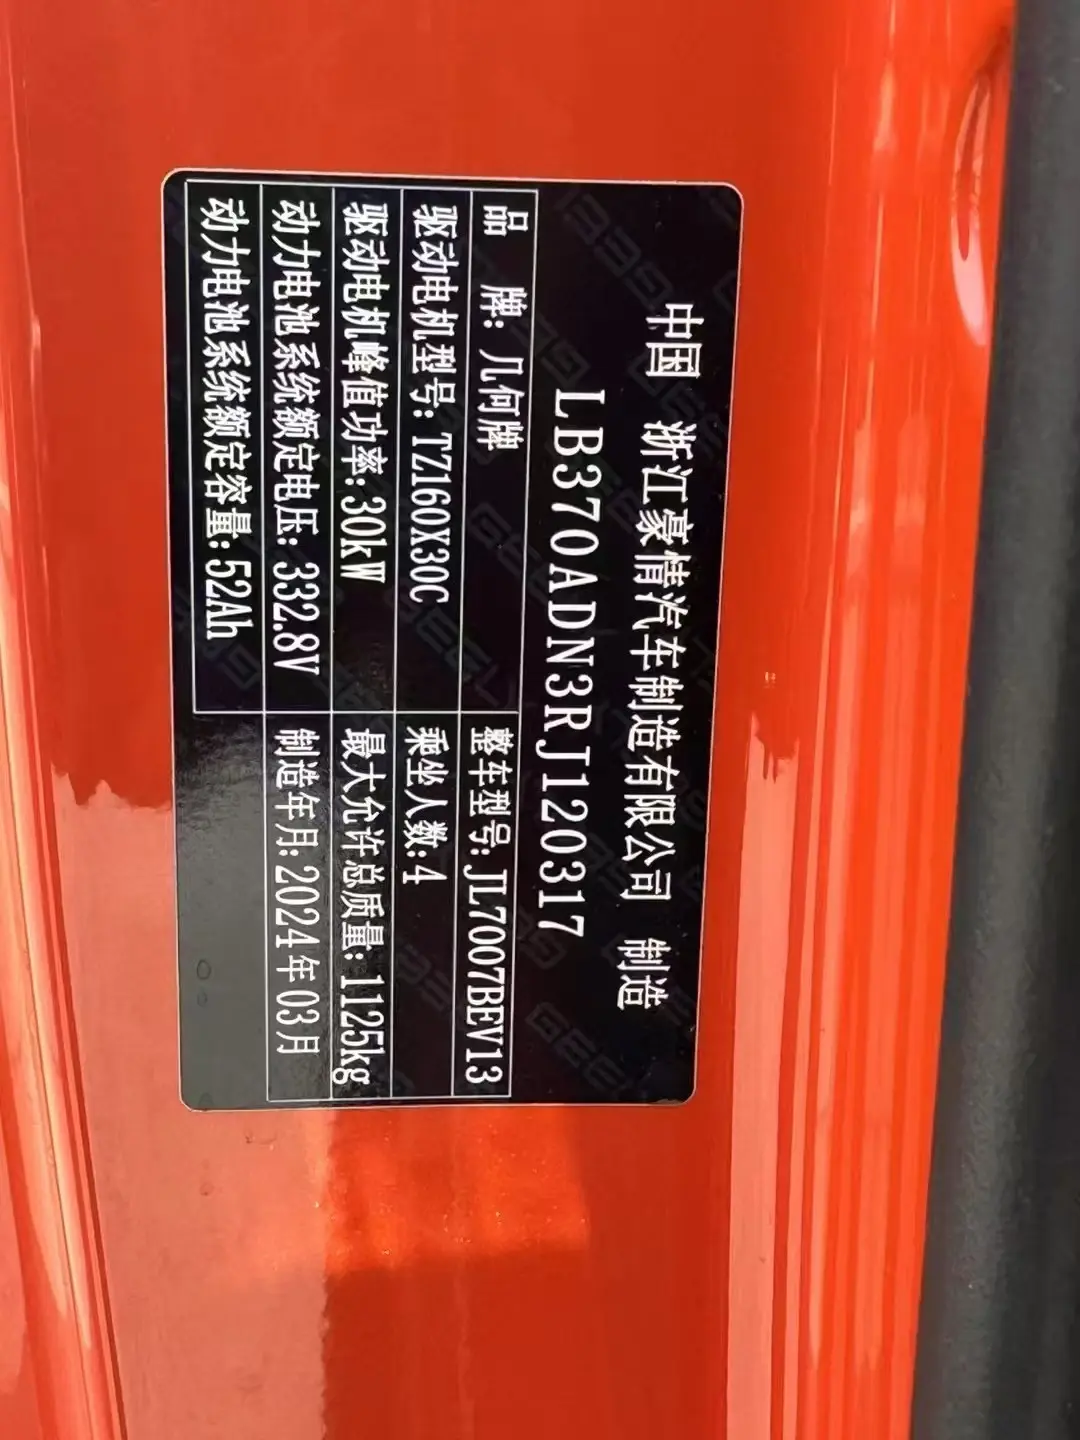 中国 浙江豪情汽车制造有限公司 制造
LB370ADN3RJ120317
品 牌: 几何牌 整车型号: JL7007BEV13
驱动电机型号: TZ160X30C 乘坐人数: 4
驱动电机峰值功率: 30kW 最大允许总质量: 1125kg
动力电池系统额定电压: 332.8V 制造年月: 2024年03月
动力电池系统额定容量: 52Ah